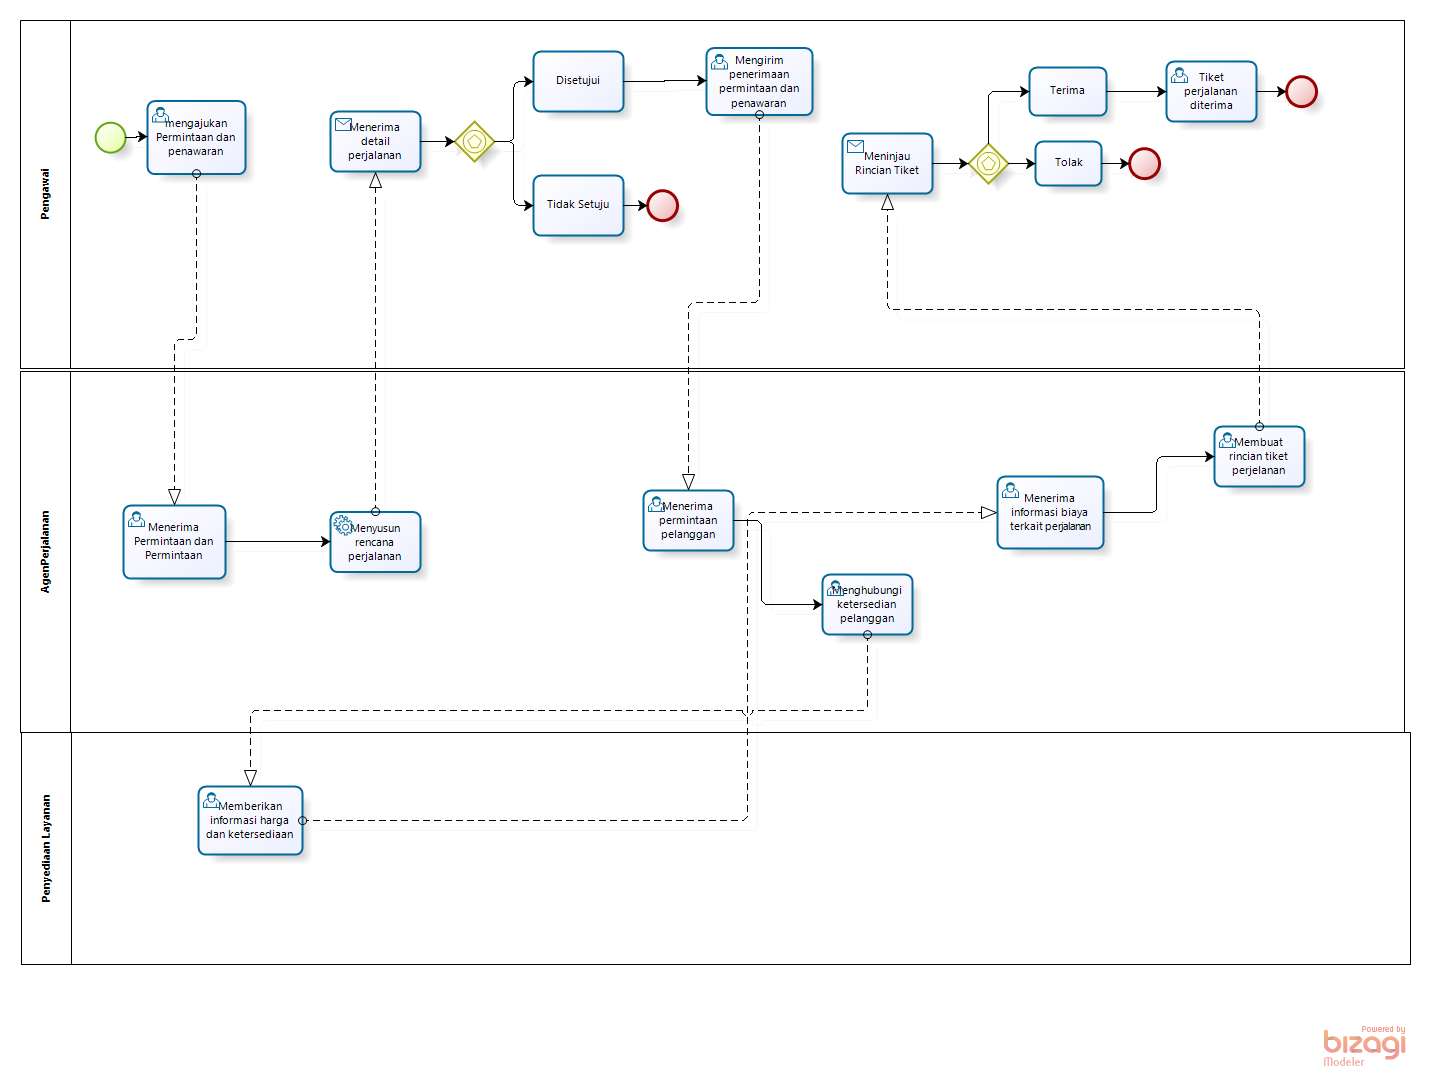 Pengawal
mengajukan
Permintaan dan
penawaran
Menerima
detail
perjalanan
Disetujui
Tidak Setuju
Mengirim
penerimaan
permintaan dan
penawaran
Meninjau
Rincian Tiket
Terima
Tolak
Tiket
perjalanan
diterima
AgenPerjalanan
Menerima
Permintaan dan
Permintaan
Menyusun
rencana
perjalanan
Menerima
permintaan
pelanggan
Menghubungi
ketersedian
pelanggan
Menerima
informasi biaya
terkait perjalanan
Membuat
rincian tiket
perjelanan
Penyediaan Layanan
Memberikan
informasi harga
dan ketersediaan
Powered by
bizagi
Modeler